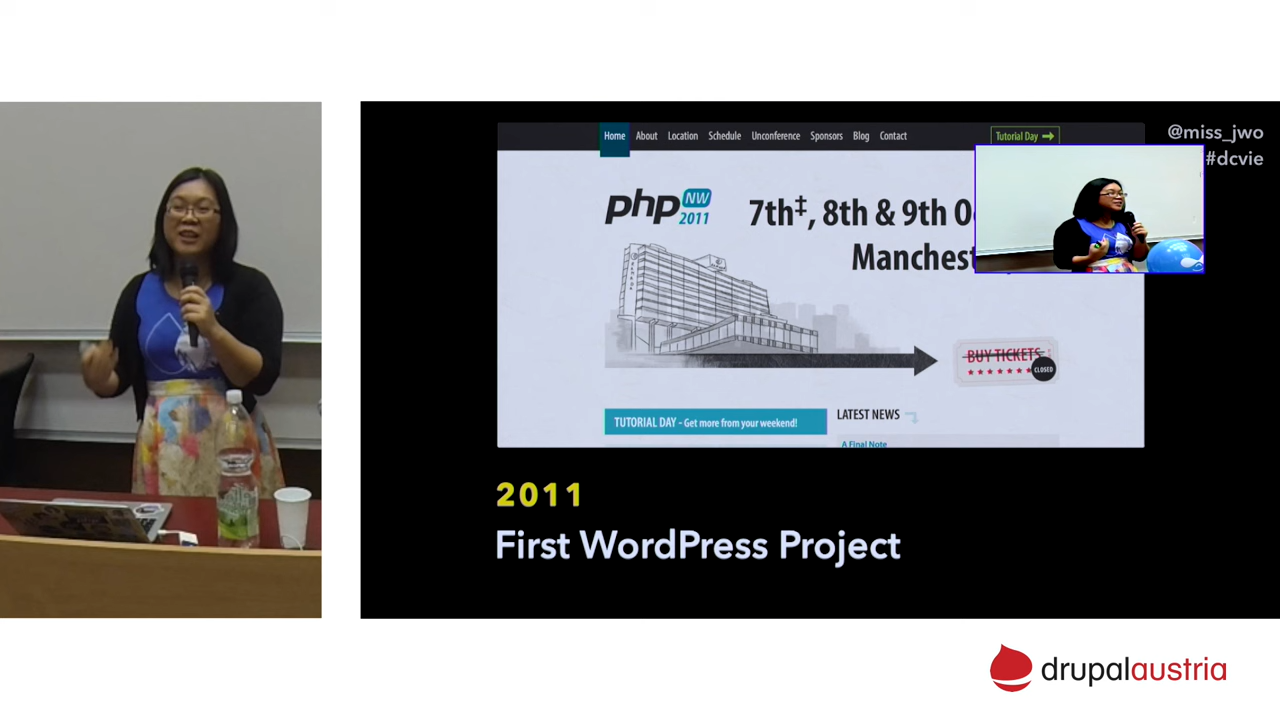 Home About Location Schedule Unconference Sponsors Blog Contact
Tutorial Day
@miss_jwo
#dcvie
php NW 2011
7th‡, 8th & 9th
Manchest
BUY TICKETS
CLOSED
TUTORIAL DAY - Get more from your weekend!
LATEST NEWS
A Final Note
2011
First WordPress Project
drupalaustria